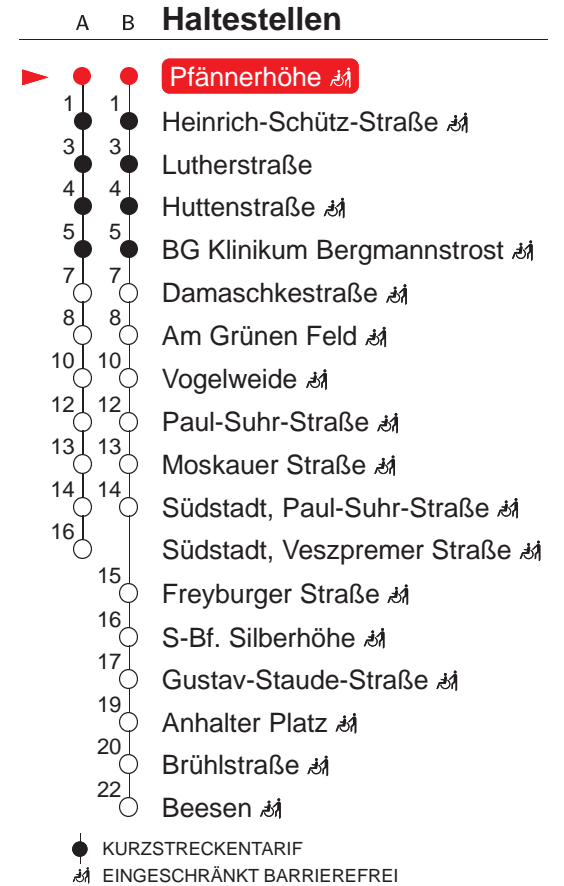 A B Haltestellen
Pfännerhöhe
1 1 Heinrich-Schütz-Straße
3 3 Lutherstraße
4 4 Huttenstraße
5 5 BG Klinikum Bergmannstrost
7 7 Damaschkestraße
8 8 Am Grünen Feld
10 10 Vogelweide
12 12 Paul-Suhr-Straße
13 13 Moskauer Straße
14 14 Südstadt, Paul-Suhr-Straße
16 Südstadt, Veszpremer Straße
15 Freyburger Straße
16 S-Bf. Silberhöhe
17 Gustav-Staude-Straße
19 Anhalter Platz
20 Brühlstraße
22 Beesen
KURZSTRECKENTARIF
EINGESCHRÄNKT BARRIEREFREI